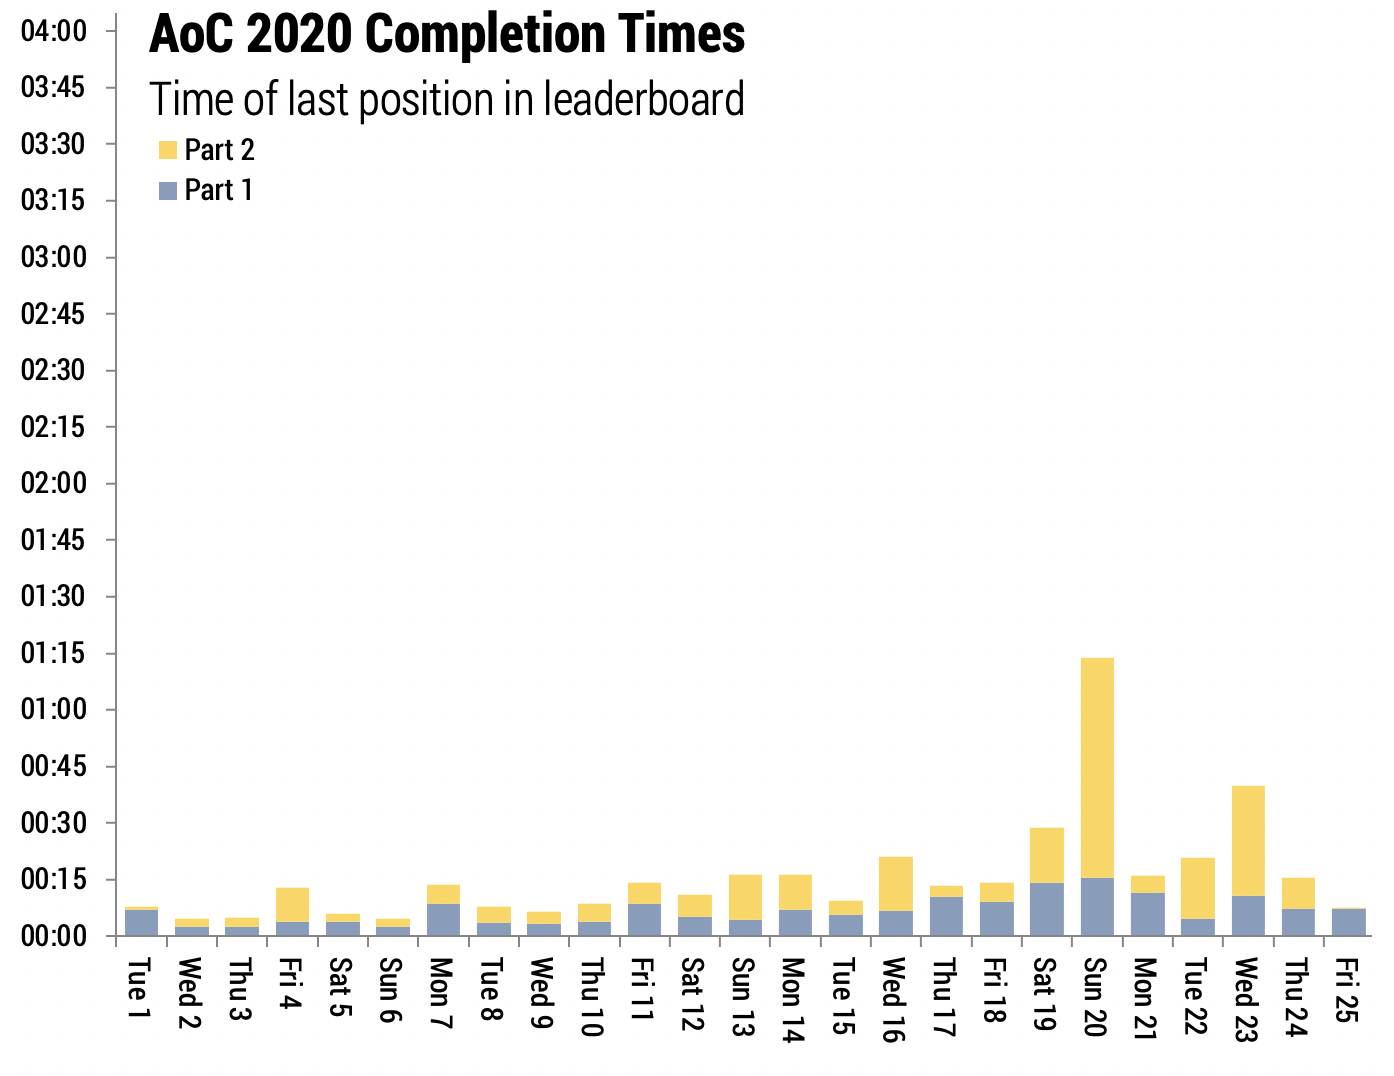 AoC 2020 Completion Times
Time of last position in leaderboard
Part 2
Part 1
04:00
03:45
03:30
03:15
03:00
02:45
02:30
02:15
02:00
01:45
01:30
01:15
01:00
00:45
00:30
00:15
00:00
Tue 1
Wed 2
Thu 3
Fri 4
Sat 5
Sun 6
Mon 7
Tue 8
Wed 9
Thu 10
Fri 11
Sat 12
Sun 13
Mon 14
Tue 15
Wed 16
Thu 17
Fri 18
Sat 19
Sun 20
Mon 21
Tue 22
Wed 23
Thu 24
Fri 25